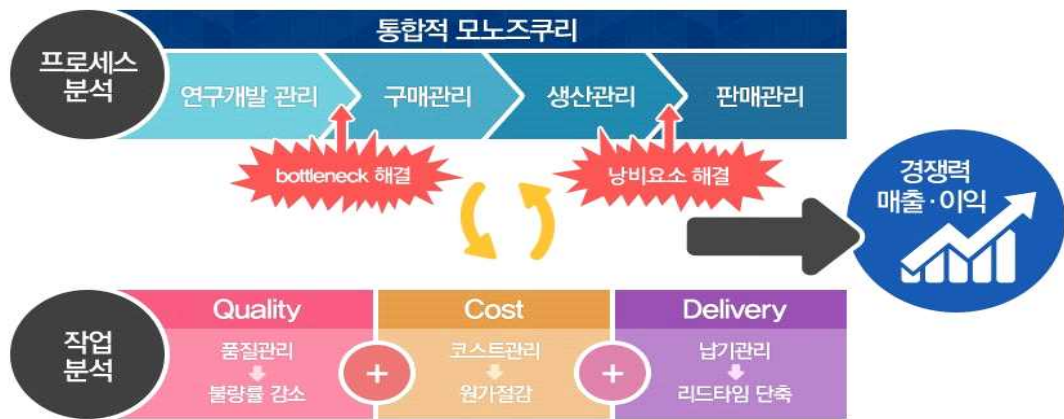 통합적 모노즈쿠리
프로세스
분석
연구개발 관리
구매관리
생산관리
판매관리
bottleneck 해결
낭비요소 해결
경쟁력
매출·이익
작업
분석
Quality
품질관리
불량률 감소
+
Cost
코스트관리
원가절감
+
Delivery
납기관리
리드타임 단축